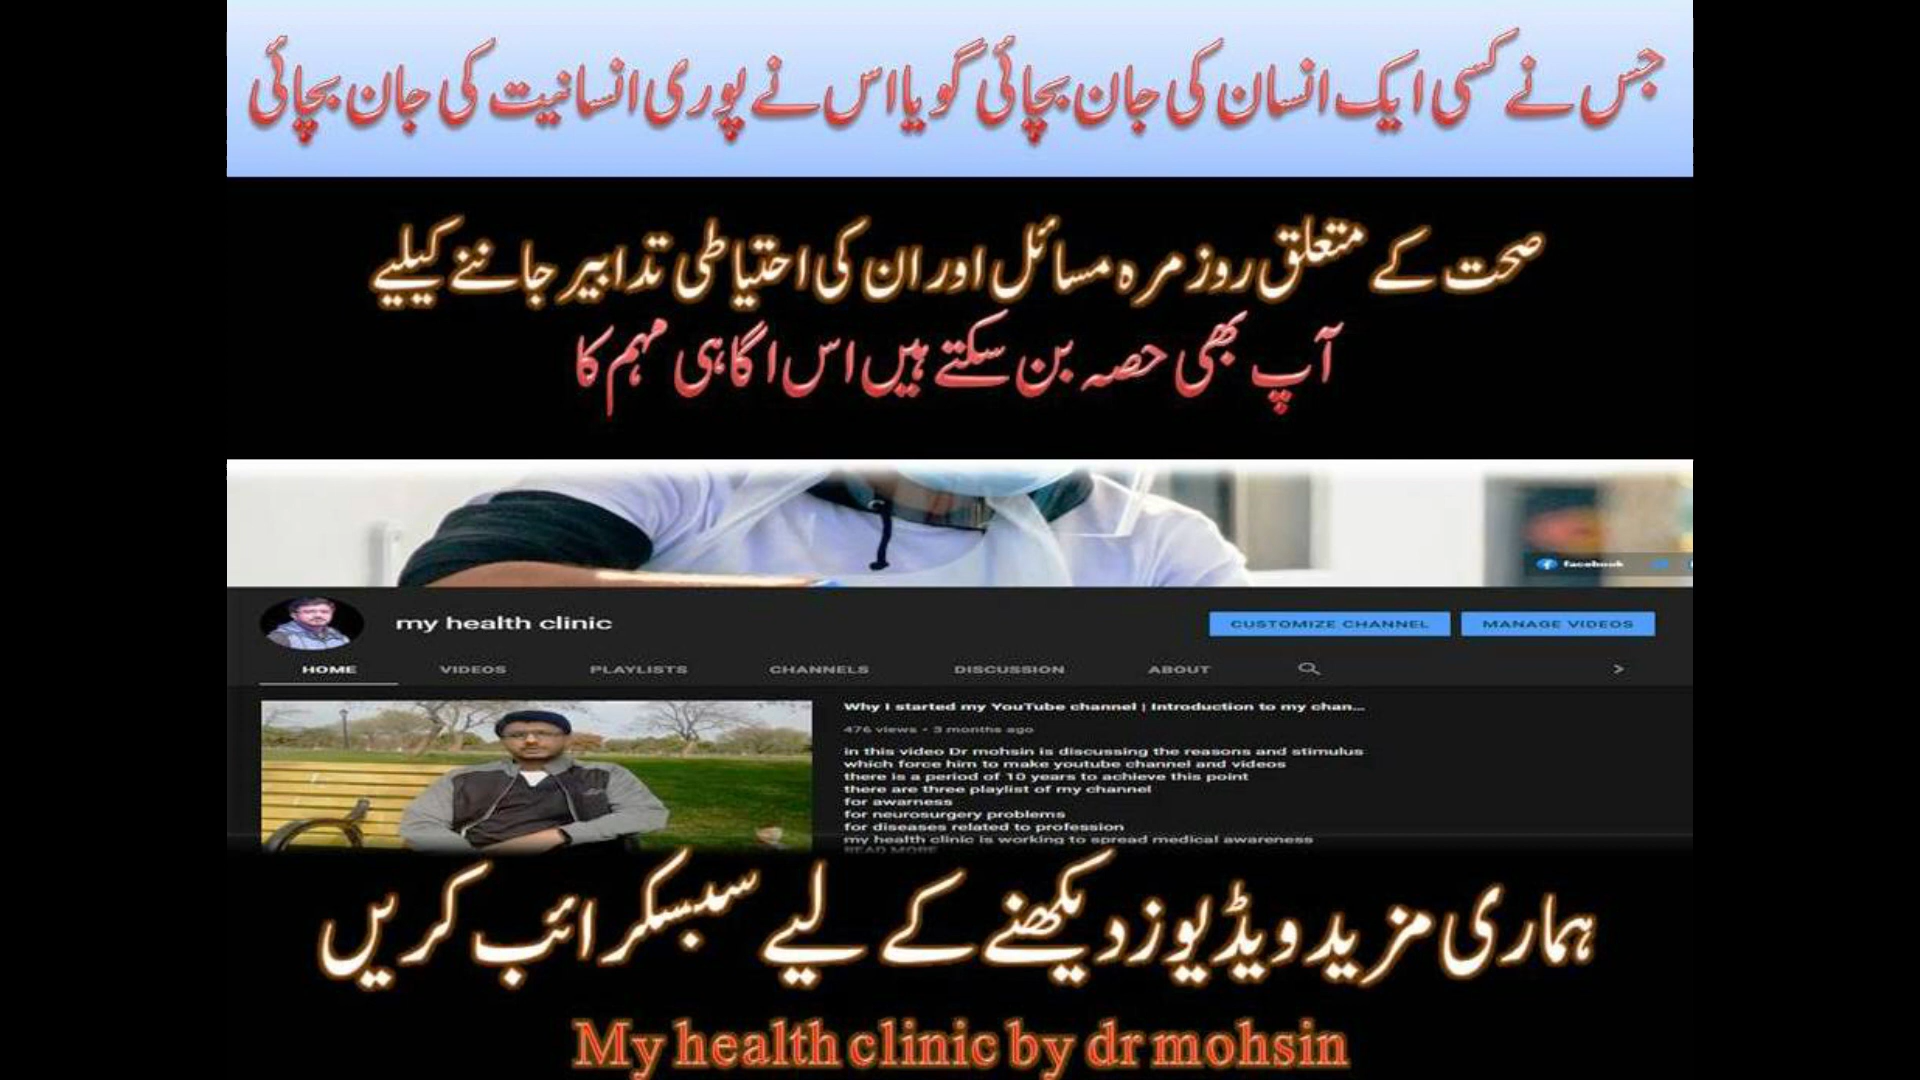 جس نے کسی ایک انسان کی جان بچائی گویا اس نے پوری انسانیت کی جان بچائی
صحت کے متعلق روزمرہ مسائل اور ان کی احتیاطی تدابیر جاننے کیلیے
آپ بھی حصہ بن سکتے ہیں اس اگاہی مہم کا
facebook
my health clinic
CUSTOMIZE CHANNEL MANAGE VIDEOS
HOME VIDEOS PLAYLISTS CHANNELS DISCUSSION ABOUT
Why I started my YouTube channel | Introduction to my chan...
476 views • 3 months ago
in this video Dr mohsin is discussing the reasons and stimulus
which force him to make youtube channel and videos
there is a period of 10 years to achieve this point
there are three playlist of my channel
for awarness
for neurosurgery problems
for diseases related to profession
my health clinic is working to spread medical awareness
READ MORE
ہماری مزید ویڈیوز دیکھنے کے لیے سبسکرائب کریں
My health clinic by dr mohsin